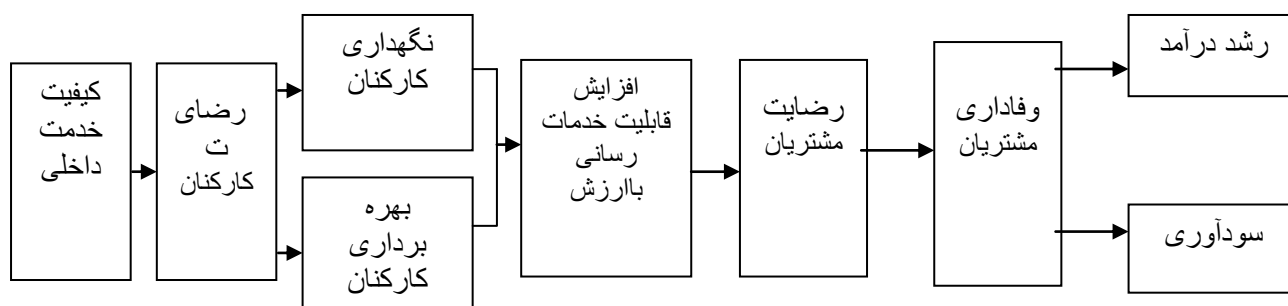 کیفیت
خدمت
داخلی
رضای
ت
کارکنان
نگهداری
کارکنان
بهره
برداری
کارکنان
افزایش
قابلیت خدمات
رسانی
باارزش
رضایت
مشتریان
وفاداری
مشتریان
رشد درآمد
سودآوری